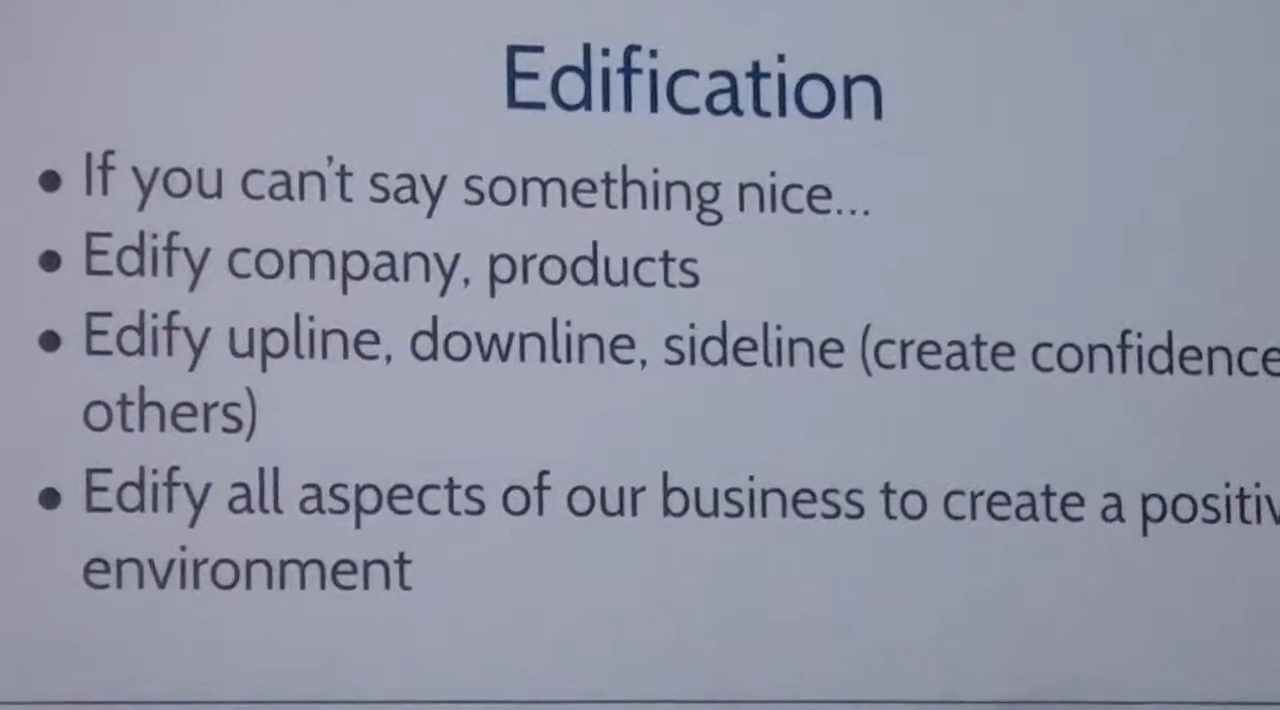 Edification
• If you can't say something nice...
• Edify company, products
• Edify upline, downline, sideline (create confidence
others)
• Edify all aspects of our business to create a
environment